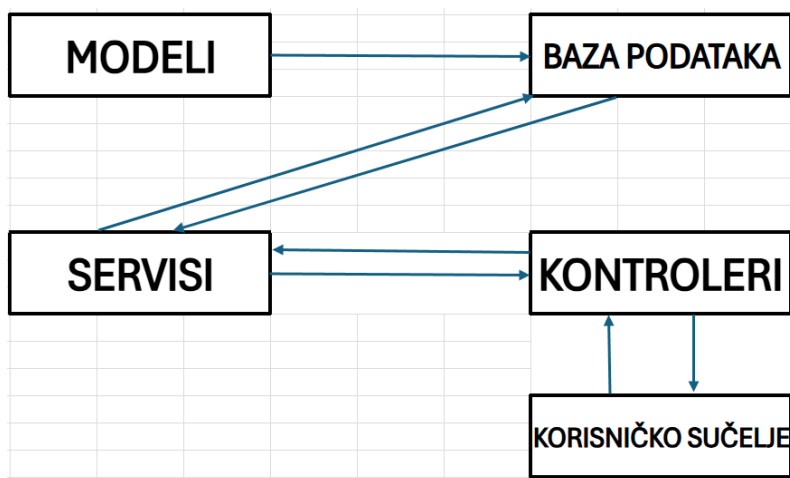 MODELI
BAZA PODATAKA
SERVISI
KONTROLERI
KORISNIČKO SUČELJE